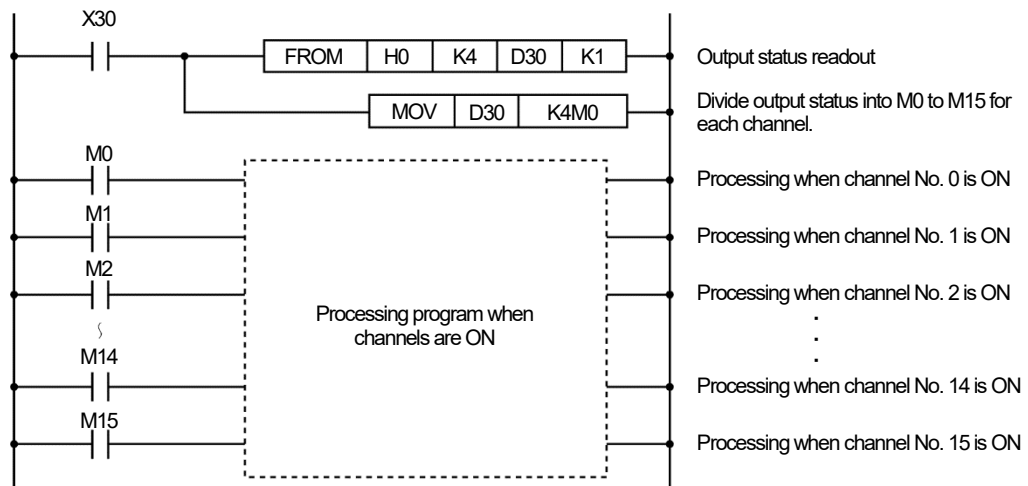 X30
FROM H0 K4 D30 K1
Output status readout
MOV D30 K4M0
Divide output status into M0 to M15 for
each channel.
M0
Processing when channel No. 0 is ON
M1
Processing when channel No. 1 is ON
M2
Processing when channel No. 2 is ON
Processing program when
channels are ON
M14
Processing when channel No. 14 is ON
M15
Processing when channel No. 15 is ON